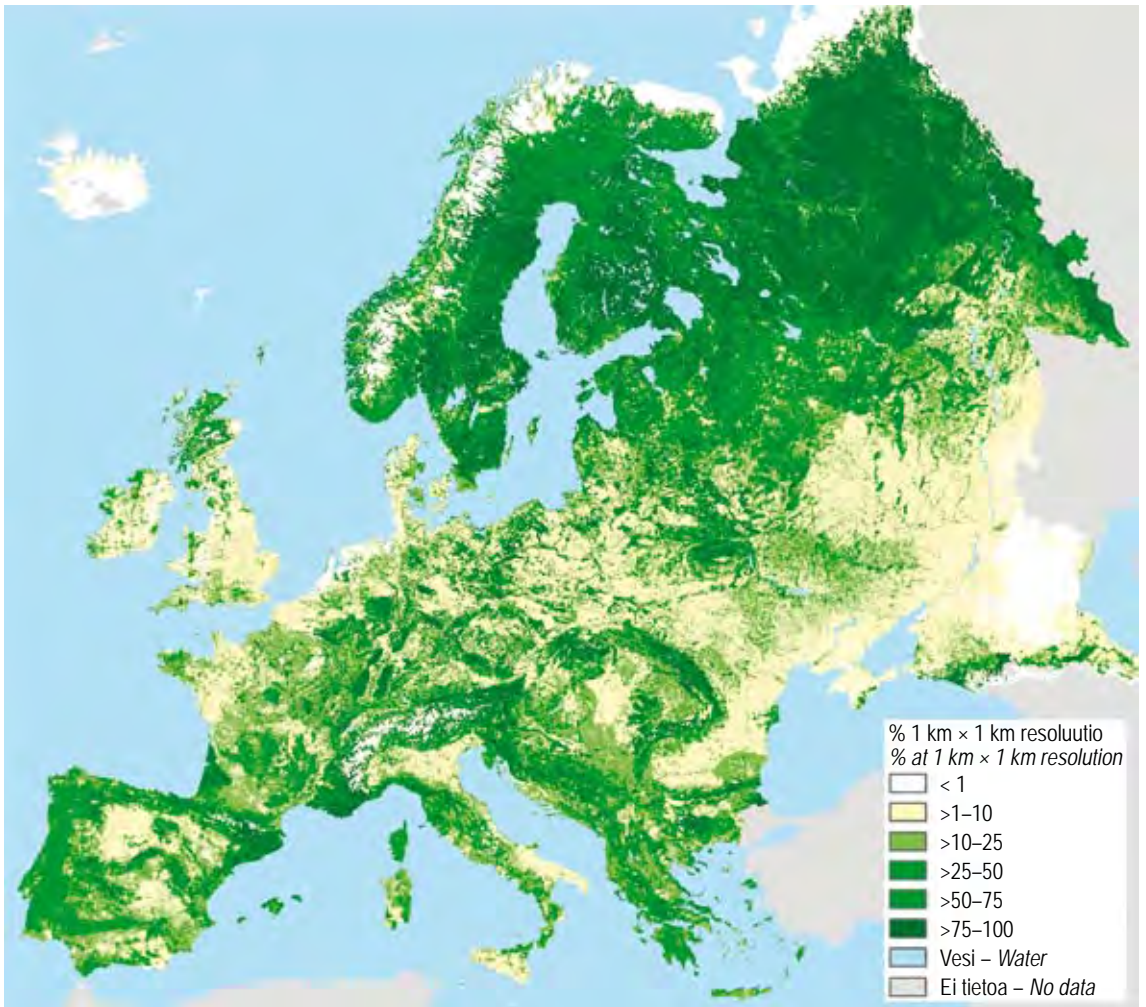 % 1 km × 1 km resoluutio
% at 1 km × 1 km resolution
< 1
>1–10
>10–25
>25–50
>50–75
>75–100
Vesi – Water
Ei tietoa – No data